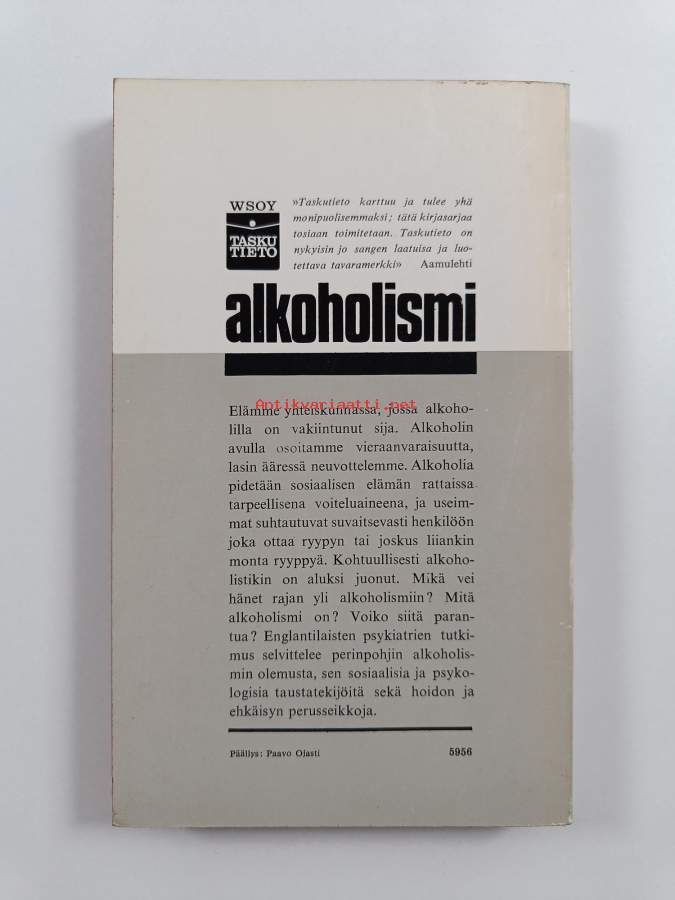 WSOY
TASKU
TIETO
»Taskutieto karttuu ja tulee yhä
monipuolisemmaksi; tätä kirjasarjaa
tosiaan toimitetaan. Taskutieto on
nykyisin jo sangen laatuisa ja luo-
tettava tavaramerkki» Aamulehti
alkoholismi
Antikvariaatti.net
Elämme yhteiskunnassa, jossa alkoho-
lilla on vakiintunut sija. Alkoholin
avulla osoitamme vieraanvaraisuutta,
lasin ääressä neuvottelemme. Alkoholia
pidetään sosiaalisen elämän rattaissa
tarpeellisena voiteluaineena, ja useim-
mat suhtautuvat suvaitsevasti henkilöön
joka ottaa ryypyn tai joskus liiankin
monta ryyppyä. Kohtuullisesti alkoho-
listikin on aluksi juonut. Mikä vei
hänet rajan yli alkoholismiin? Mitä
alkoholismi on? Voiko siitä paran-
tua? Englantilaisten psykiatrien tutki-
mus selvittelee perinpohjin alkoholis-
min olemusta, sen sosiaalisia ja psyko-
logisia taustatekijöitä sekä hoidon ja
ehkäisyn perusseikkoja.
Päällys: Paavo Ojasti 5956